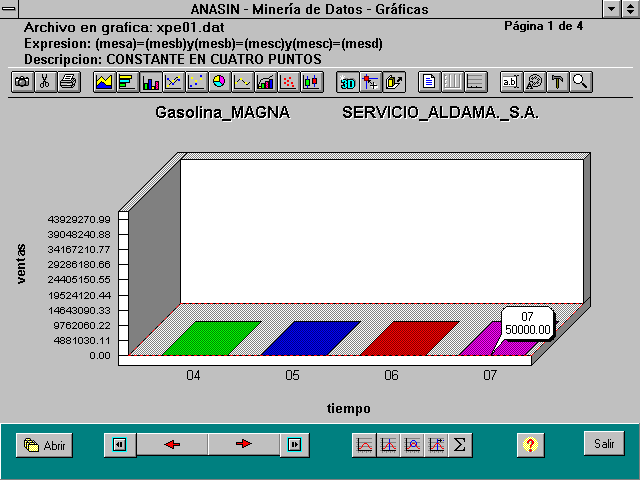 ANASIN - Minería de Datos - Gráficas
Archivo en grafica: xpe01.dat
Página 1 de 4
Expresion: (mesa)=(mesb)y(mesb)=(mesc)y(mesc)=(mesd)
Descripcion: CONSTANTE EN CUATRO PUNTOS
3D
a.b
T
Gasolina_MAGNA
SERVICIO_ALDAMA._S.A.
ventas
43929270.99
39048240.88
34167210.77
29286180.66
24405150.55
19524120.44
14643090.33
9762060.22
4881030.11
0.00
07
50000.00
04
05
06
07
tiempo
Abrir
Σ
?
Salir